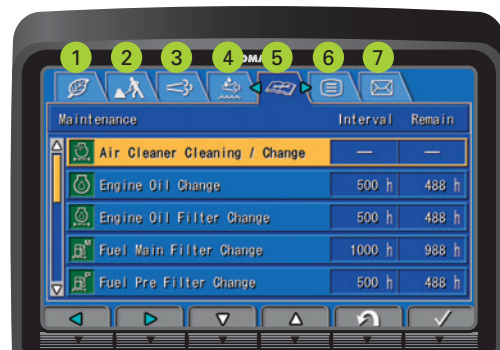 1 2 3 4 5 6 7
Maintenance Interval Remain
Air Cleaner Cleaning / Change — —
Engine Oil Change 500 h 488 h
Engine Oil Filter Change 500 h 488 h
M Fuel Main Filter Change 1000 h 988 h
P Fuel Pre Filter Change 500 h 488 h